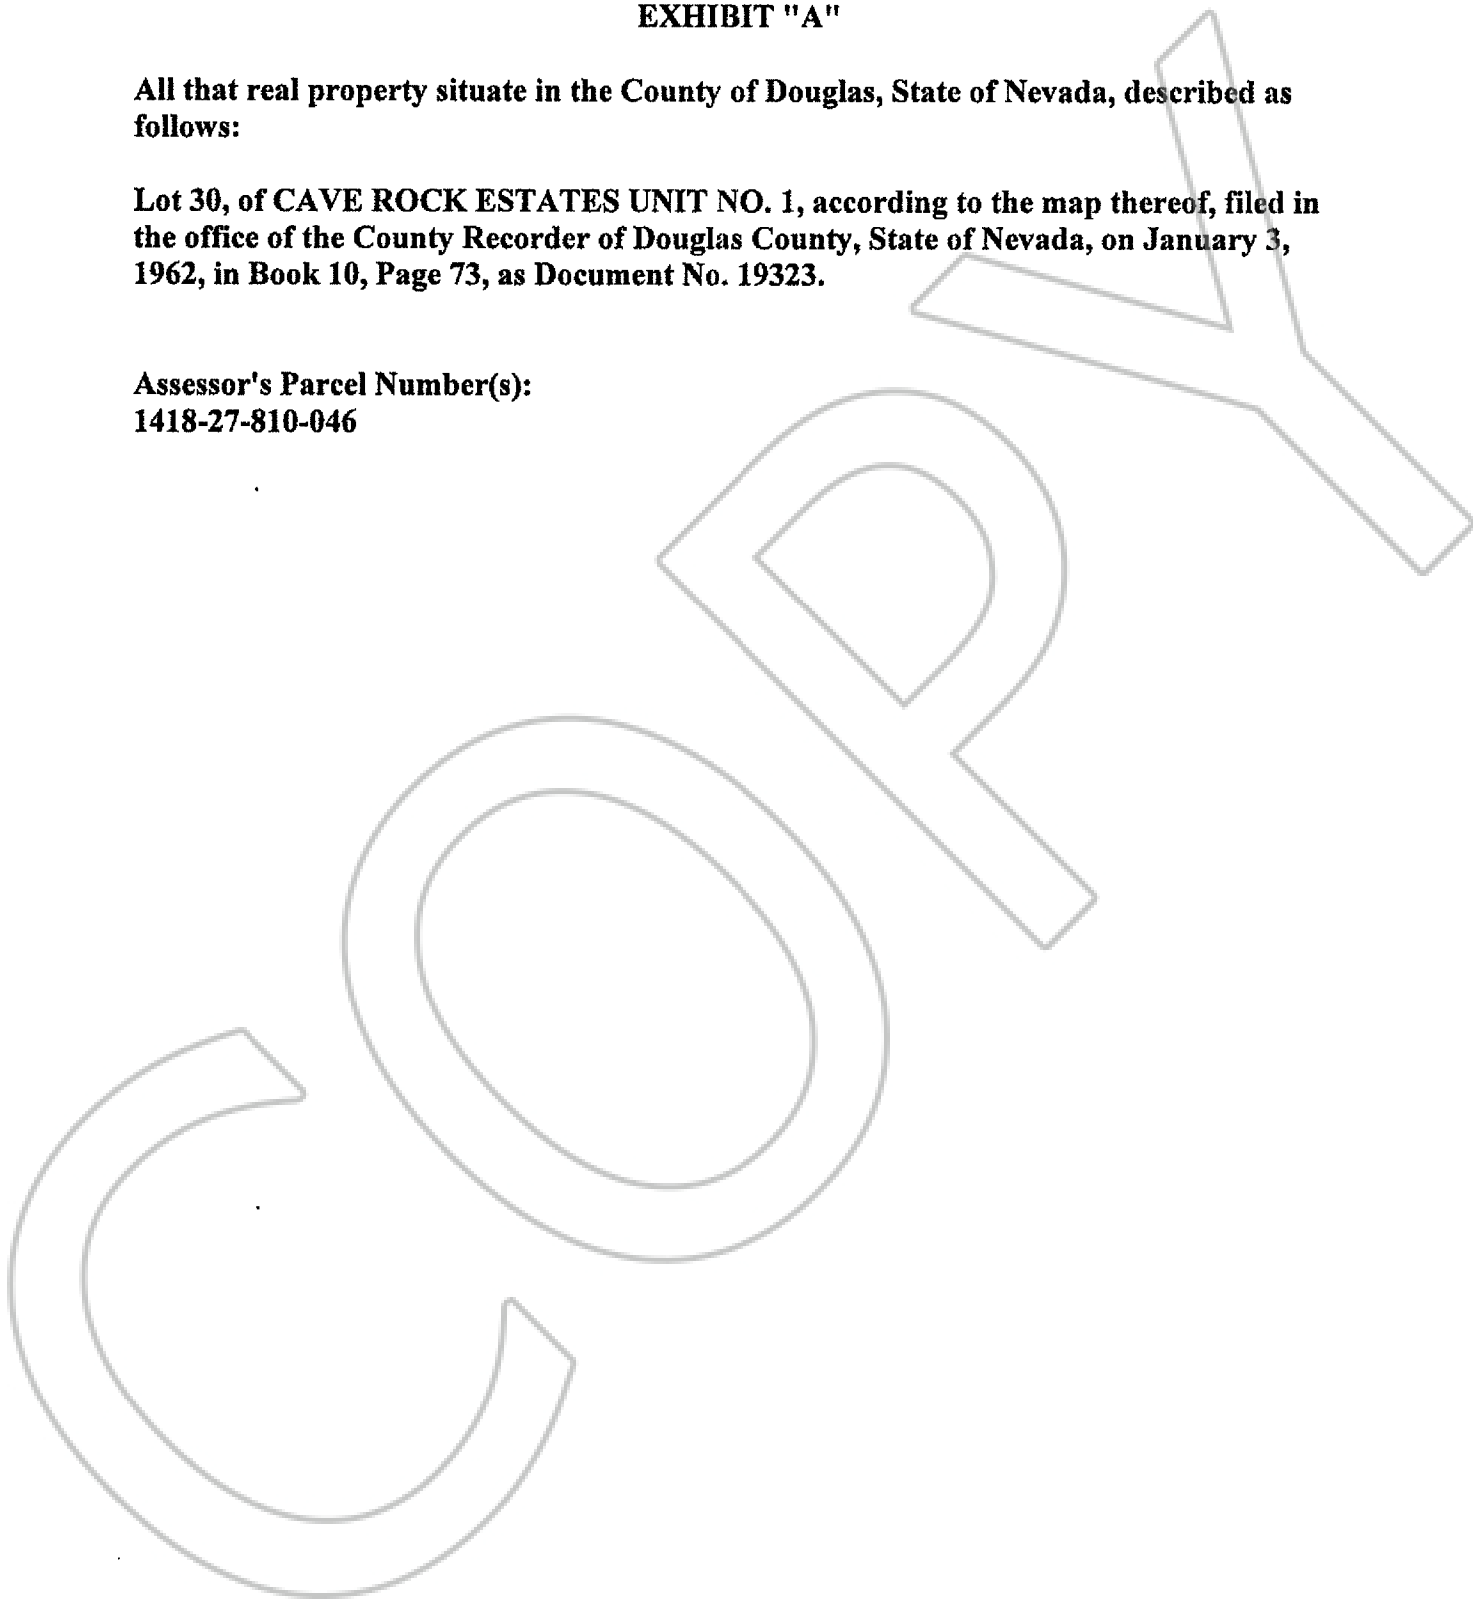 EXHIBIT "A"
All that real property situate in the County of Douglas, State of Nevada, described as
follows:
Lot 30, of CAVE ROCK ESTATES UNIT NO. 1, according to the map thereof, filed in
the office of the County Recorder of Douglas County, State of Nevada, on January 3,
1962, in Book 10, Page 73, as Document No. 19323.
Assessor's Parcel Number(s):
1418-27-810-046
COPY